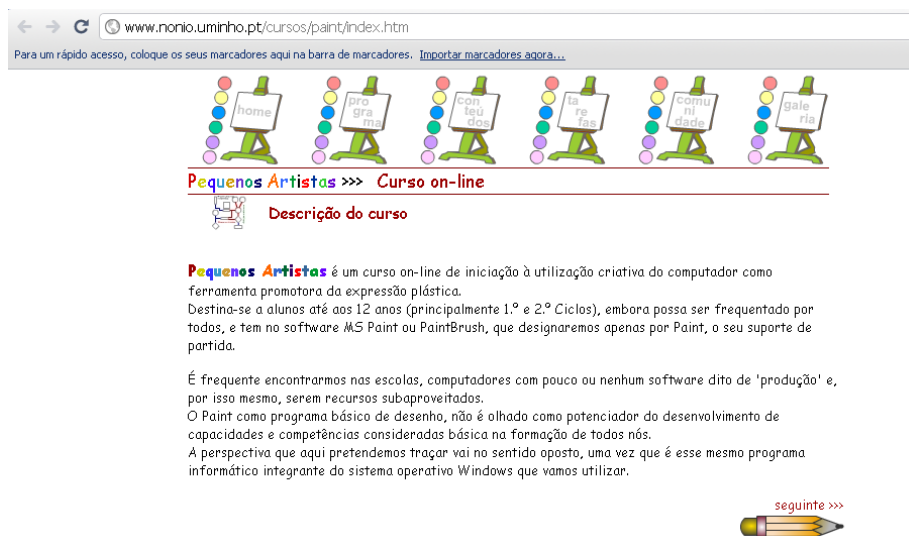 www.nonio.uminho.pt/cursos/paint/index.htm
Para um rápido acesso, coloque os seus marcadores aqui na barra de marcadores. Importar marcadores agora...
home
pro
gra
ma
con
teú
dos
ta
re
fas
comu
ni
dade
gale
ria
Pequenos Artistas >>> Curso on-line
Descrição do curso
Pequenos Artistas é um curso on-line de iniciação à utilização criativa do computador como
ferramenta promotora da expressão plástica.
Destina-se a alunos até aos 12 anos (principalmente 1.º e 2.º Ciclos), embora possa ser frequentado por
todos, e tem no software MS Paint ou PaintBrush, que designaremos apenas por Paint, o seu suporte de
partida.
É frequente encontrarmos nas escolas, computadores com pouco ou nenhum software dito de 'produção' e,
por isso mesmo, serem recursos subaproveitados.
O Paint como programa básico de desenho, não é olhado como potenciador do desenvolvimento de
capacidades e competências consideradas básica na formação de todos nós.
A perspectiva que aqui pretendemos traçar vai no sentido oposto, uma vez que é esse mesmo programa
informático integrante do sistema operativo Windows que vamos utilizar.
seguinte >>>